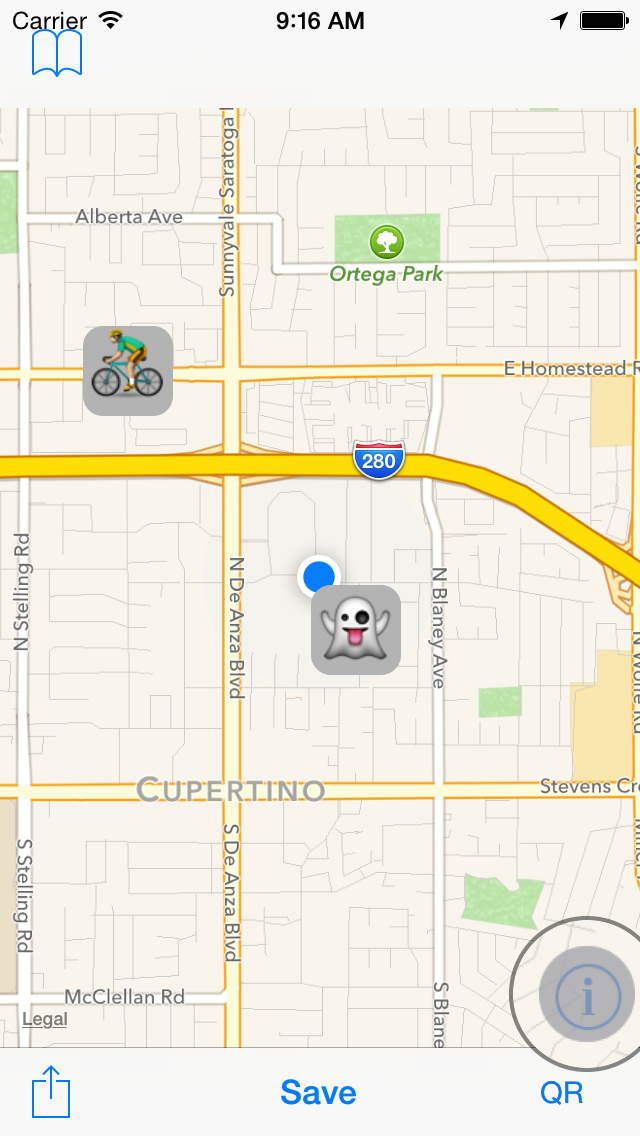 Carrier 9:16 AM
Sunnyvale Saratoga
Alberta Ave
Ortega Park
E Homestead R
280
N Stelling Rd
N De Anza Blvd
N Blaney Ave
N Wolfe Rd
CUPERTINO
Stevens Cre
S Stelling Rd
S De Anza Blvd
McClellan Rd
S Blane
Legal
i
Save
QR